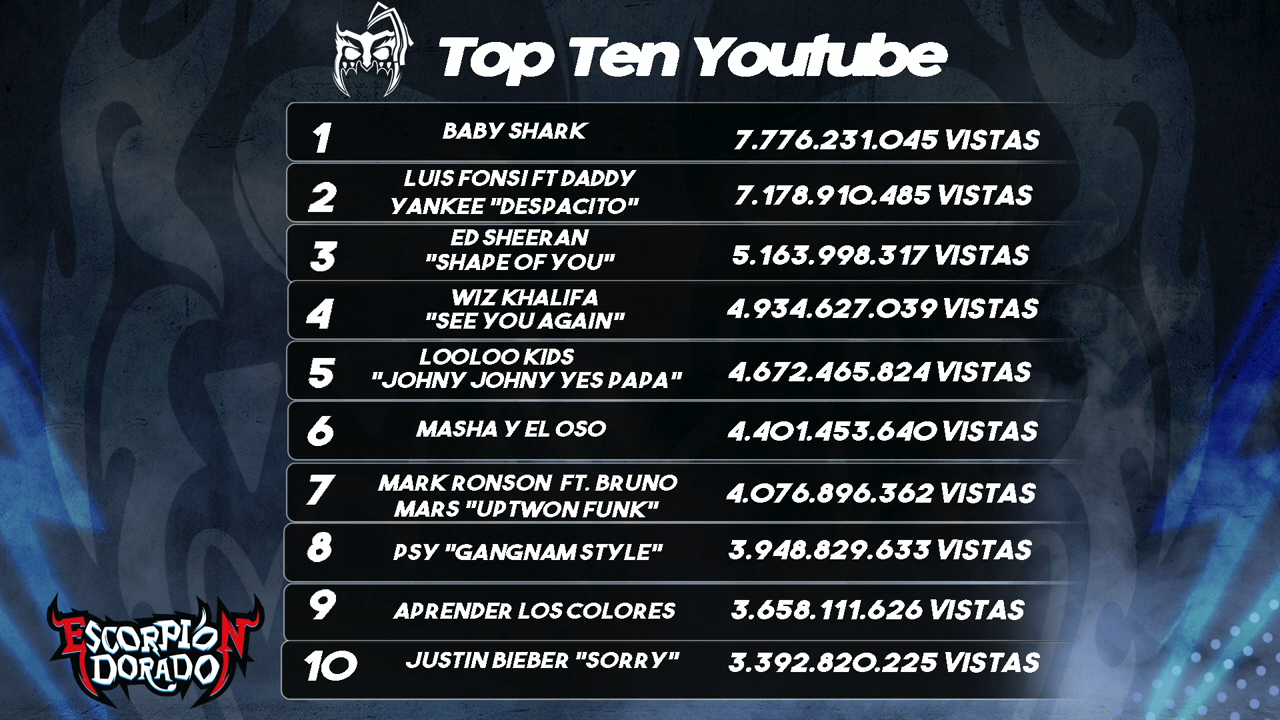 Top Ten Youtube
1 BABY SHARK 7.776.231.045 VISTAS
2 LUIS FONSI FT DADDY
YANKEE "DESPACITO" 7.178.910.485 VISTAS
3 ED SHEERAN
"SHAPE OF YOU" 5.163.998.317 VISTAS
4 WIZ KHALIFA
"SEE YOU AGAIN" 4.934.627.039 VISTAS
5 LOOLOO KIDS
"JOHNY JOHNY YES PAPA" 4.672.465.824 VISTAS
6 MASHA Y EL OSO 4.401.453.640 VISTAS
7 MARK RONSON FT. BRUNO
MARS "UPTWON FUNK" 4.076.896.362 VISTAS
8 PSY "GANGNAM STYLE" 3.948.829.633 VISTAS
9 APRENDER LOS COLORES 3.658.111.626 VISTAS
10 JUSTIN BIEBER "SORRY" 3.392.820.225 VISTAS
ESCORPIÓN
DORADO